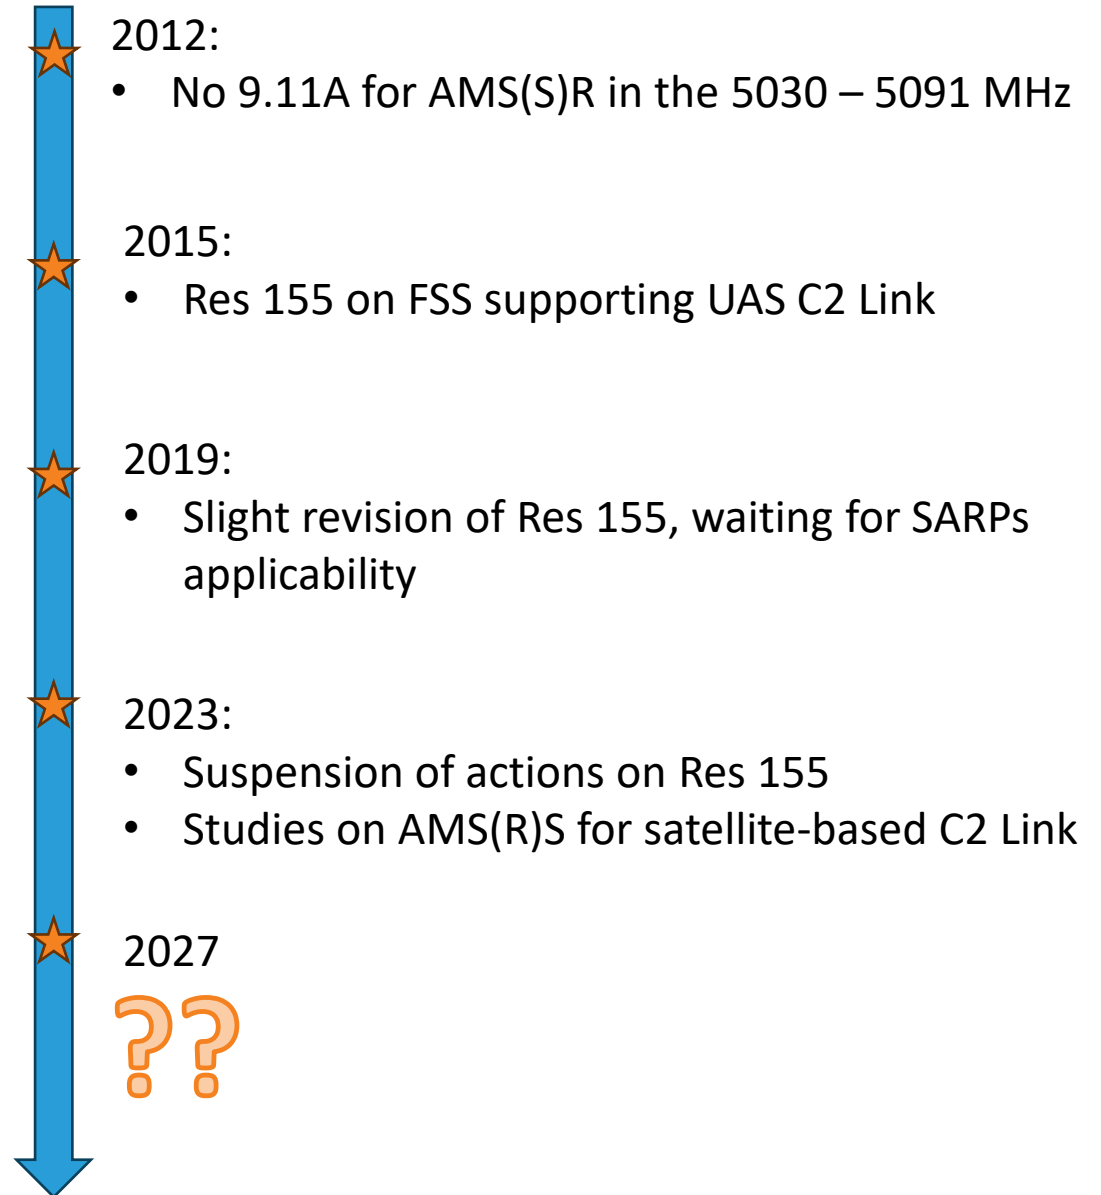 2012:
• No 9.11A for AMS(S)R in the 5030 – 5091 MHz
2015:
• Res 155 on FSS supporting UAS C2 Link
2019:
• Slight revision of Res 155, waiting for SARPs
applicability
2023:
• Suspension of actions on Res 155
• Studies on AMS(R)S for satellite-based C2 Link
2027
??